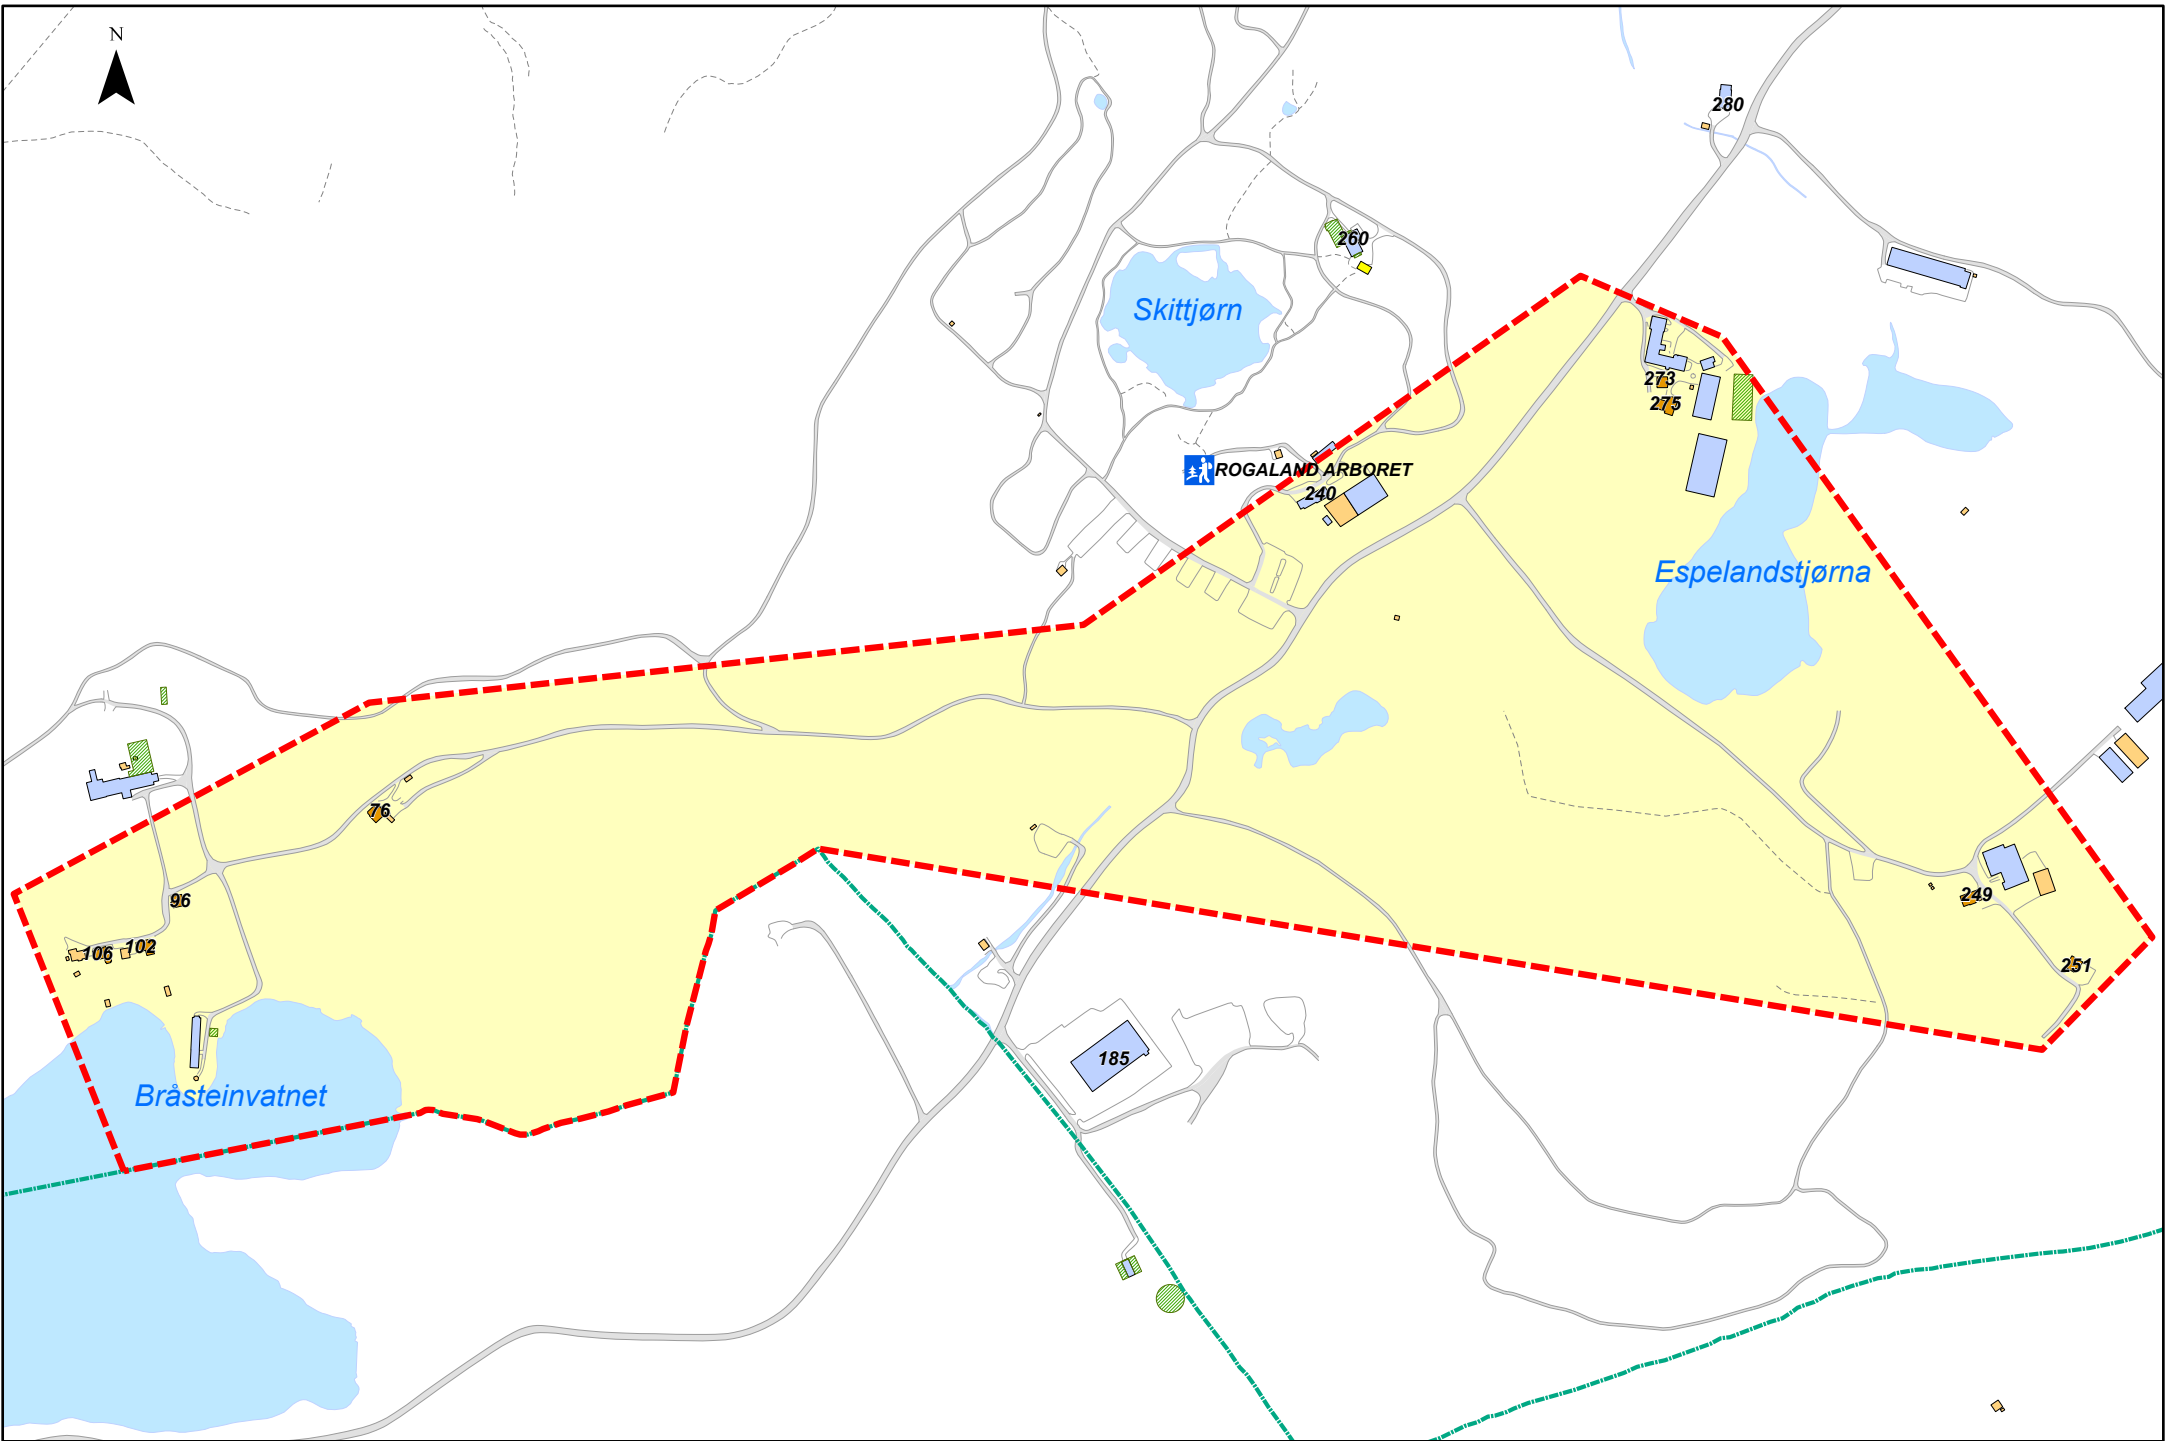 N
280
260
Skittjørn
273
275
ROGALAND ARBORET
240
Espelandstjørna
76
96
249
106
102
251
185
Bråsteinvatnet